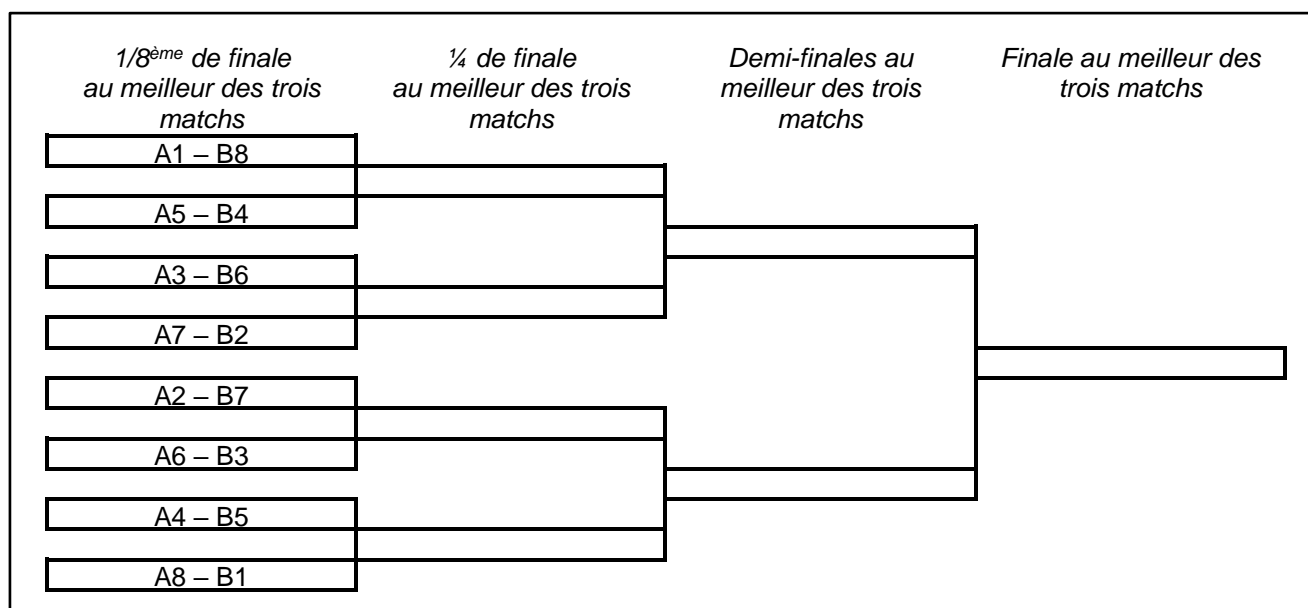 1/8ème de finale
au meilleur des trois
matchs
¼ de finale
au meilleur des trois
matchs
Demi-finales au
meilleur des trois
matchs
Finale au meilleur des
trois matchs
A1 – B8
A5 – B4
A3 – B6
A7 – B2
A2 – B7
A6 – B3
A4 – B5
A8 – B1